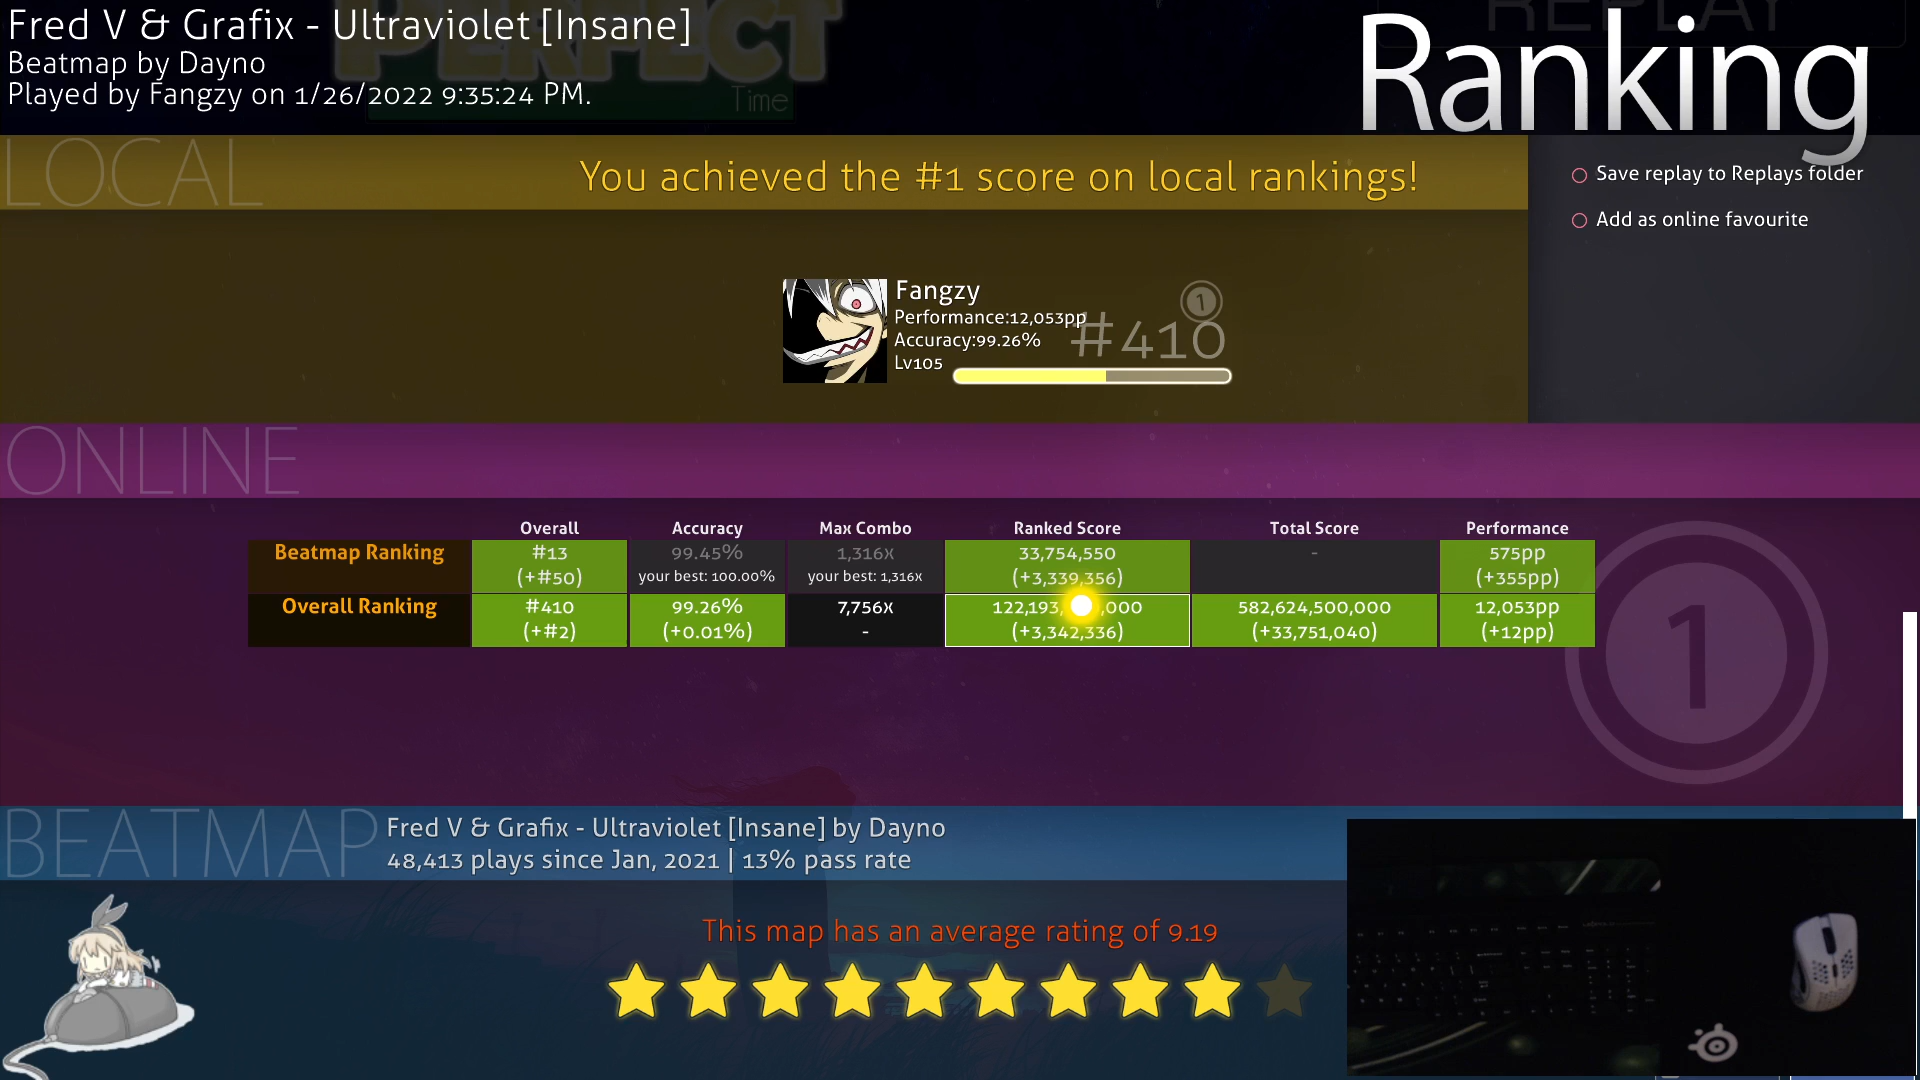 Fred V & Grafix - Ultraviolet [Insane]
Beatmap by Dayno
Played by Fangzy on 1/26/2022 9:35:24 PM.
PERFECT
Time
REPLAY
Ranking
LOCAL
You achieved the #1 score on local rankings!
Save replay to Replays folder
Add as online favourite
Fangzy
Performance:12,053pp
Accuracy:99.26%
Lv105
#410
1
ONLINE
Overall Accuracy Max Combo Ranked Score Total Score Performance
Beatmap Ranking #13 99.45% 1,316x 33,754,550 - 575pp
(+#50) your best: 100.00% your best: 1,316x (+3,339,356) (+355pp)
Overall Ranking #410 99.26% 7,756x 122,193, ,000 582,624,500,000 12,053pp
(+#2) (+0.01%) - (+3,342,336) (+33,751,040) (+12pp)
1
BEATMAP
Fred V & Grafix - Ultraviolet [Insane] by Dayno
48,413 plays since Jan, 2021 | 13% pass rate
This map has an average rating of 9.19